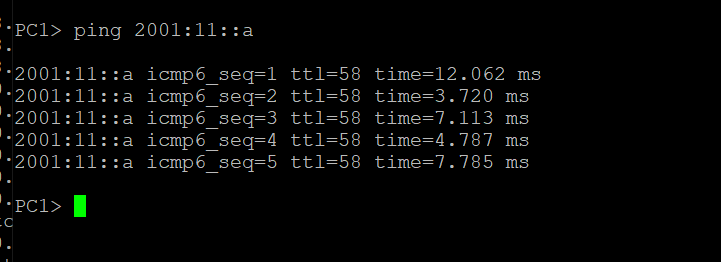 PC1> ping 2001:11::a
2001:11::a icmp6_seq=1 ttl=58 time=12.062 ms
2001:11::a icmp6_seq=2 ttl=58 time=3.720 ms
2001:11::a icmp6_seq=3 ttl=58 time=7.113 ms
2001:11::a icmp6_seq=4 ttl=58 time=4.787 ms
2001:11::a icmp6_seq=5 ttl=58 time=7.785 ms
PC1>